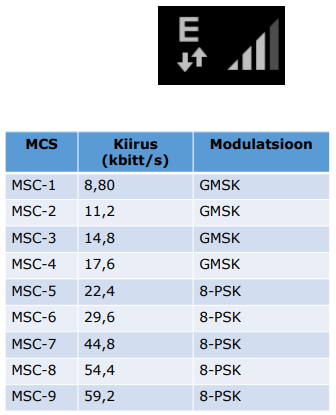 E
MCS Kiirus (kbitt/s) Modulatsioon
MSC-1 8,80 GMSK
MSC-2 11,2 GMSK
MSC-3 14,8 GMSK
MSC-4 17,6 GMSK
MSC-5 22,4 8-PSK
MSC-6 29,6 8-PSK
MSC-7 44,8 8-PSK
MSC-8 54,4 8-PSK
MSC-9 59,2 8-PSK